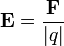 𝐄 = 𝐅 / |q|